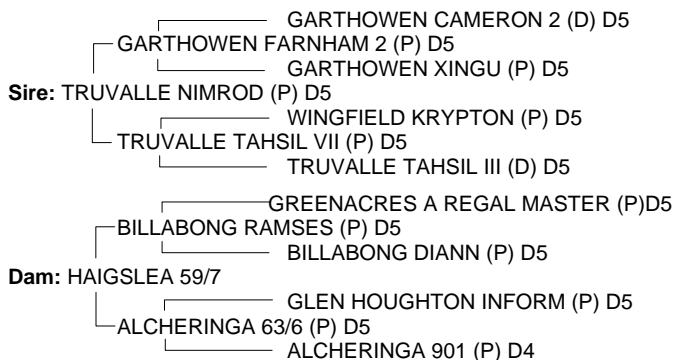 GARTHOWEN CAMERON 2 (D) D5
GARTHOWEN FARNHAM 2 (P) D5
GARTHOWEN XINGU (P) D5
Sire: TRUVALLE NIMROD (P) D5
WINGFIELD KRYPTON (P) D5
TRUVALLE TAHSIL VII (P) D5
TRUVALLE TAHSIL III (D) D5
GREENACRES A REGAL MASTER (P)D5
BILLABONG RAMSES (P) D5
BILLABONG DIANN (P) D5
Dam: HAIGSLEA 59/7
GLEN HOUGHTON INFORM (P) D5
ALCHERINGA 63/6 (P) D5
ALCHERINGA 901 (P) D4